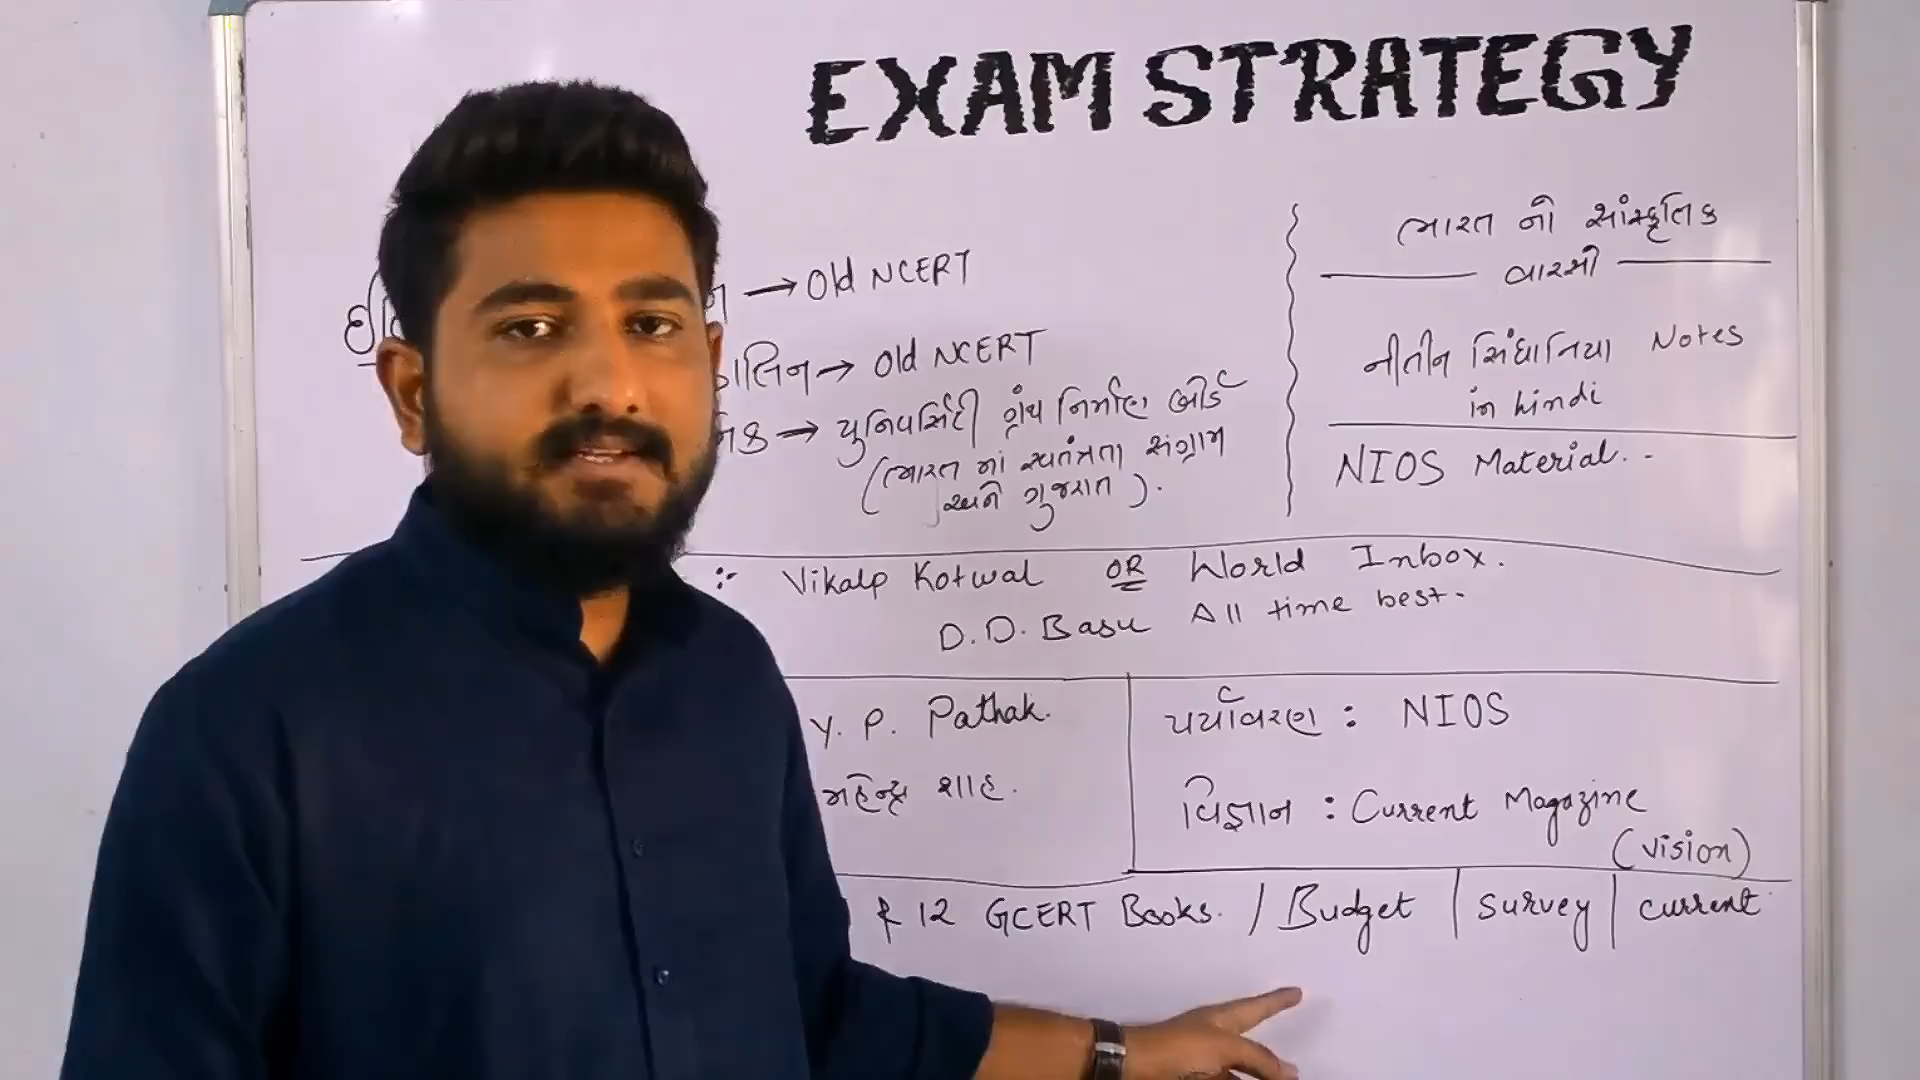 EXAM STRATEGY
→ Old NCERT
→ Old NCERT
→ યુનિવર્સિટી ગ્રંથ નિર્માણ બોર્ડ
(ભારત માં સ્વતંત્રતા સંગ્રામ
અને ગુજરાત).
ભારત નો સાંસ્કૃતિક
વારસો
નીતીન સિંઘાનિયા Notes
in hindi
NIOS Material..
:- Vikalp Kotwal OR World Inbox.
D.D. Basu All time best.
Y. P. Pathak.
મહેન્દ્ર શાહ.
પર્યાવરણ : NIOS
વિજ્ઞાન : Current Magazine
(vision)
& 12 GCERT Books. / Budget | survey | current